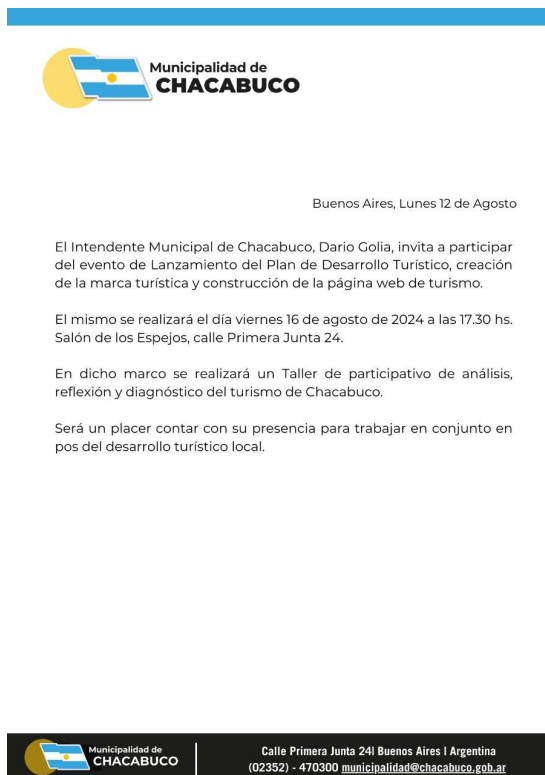 Municipalidad de
CHACABUCO
Buenos Aires, Lunes 12 de Agosto
El Intendente Municipal de Chacabuco, Dario Golia, invita a participar
del evento de Lanzamiento del Plan de Desarrollo Turístico, creación
de la marca turística y construcción de la página web de turismo.
El mismo se realizará el día viernes 16 de agosto de 2024 a las 17.30 hs.
Salón de los Espejos, calle Primera Junta 24.
En dicho marco se realizará un Taller de participativo de análisis,
reflexión y diagnóstico del turismo de Chacabuco.
Será un placer contar con su presencia para trabajar en conjunto en
pos del desarrollo turístico local.
Municipalidad de
CHACABUCO
Calle Primera Junta 24| Buenos Aires | Argentina
(02352) - 470300 municipalidad@chacabuco.gob.ar